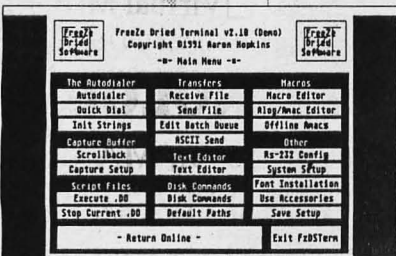 FreeZe
Dried
Software
FreeZe Dried Terminal v2.10 (Demo)
Copyright ©1991 Aaron Hopkins
-=- Main Menu -=-
FreeZe
Dried
Software
The Autodialer
Autodialer
Quick Dial
Init Strings
Capture Buffer
Scrollback
Capture Setup
Script Files
Execute .DO
Stop Current .DO
Transfers
Receive File
Send File
Edit Batch Queue
ASCII Send
Text Editor
Text Editor
Disk Commands
Disk Commands
Default Paths
Macros
Macro Editor
Alog/Amac Editor
Offline Amacs
Other
Rs-232 Config
System Setup
Font Installation
Use Accessories
Save Setup
- Return Online -
Exit FzDSTerm